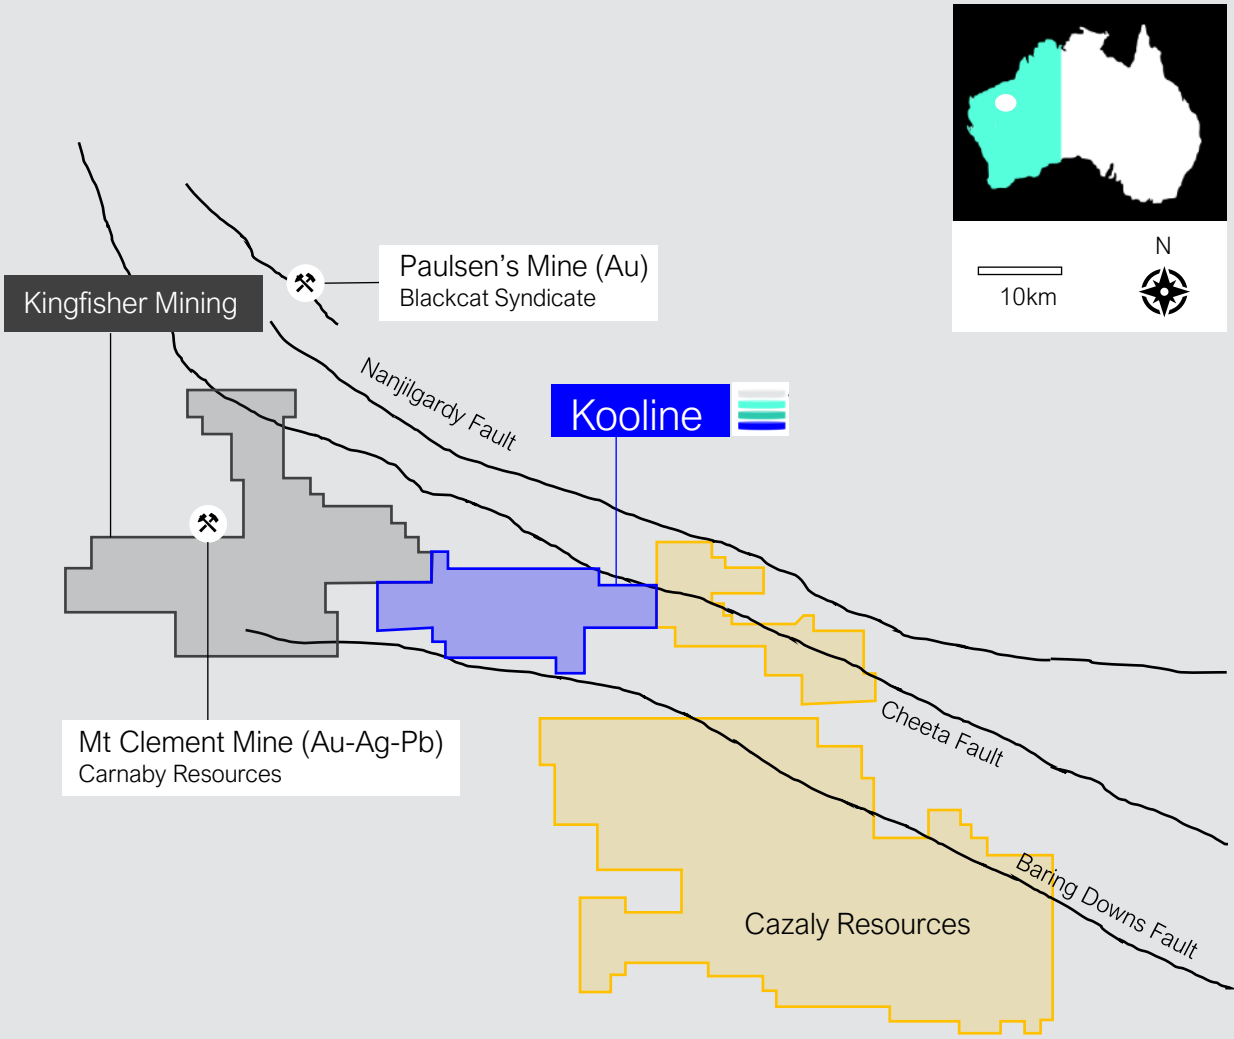 N
10km
Paulsen's Mine (Au)
Blackcat Syndicate
Kingfisher Mining
Nanjilgardy Fault
Kooline
Mt Clement Mine (Au-Ag-Pb)
Carnaby Resources
Cheeta Fault
Baring Downs Fault
Cazaly Resources